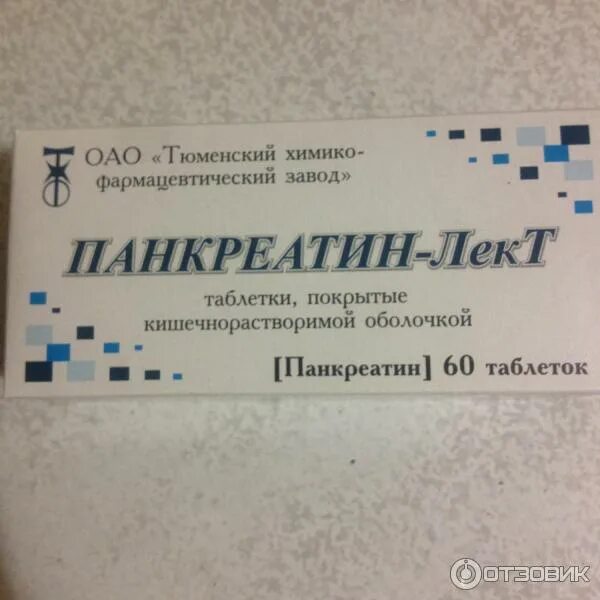 ОАО «Тюменский химико-
фармацевтический завод»
ПАНКРЕАТИН-ЛекТ
таблетки, покрытые
кишечнорастворимой оболочкой
[Панкреатин] 60 таблеток
ОТЗОВИК